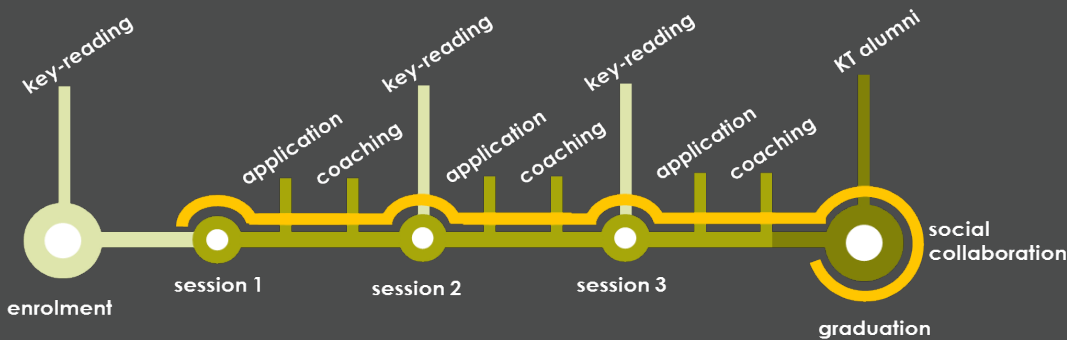 key-reading
key-reading
key-reading
KT alumni
application
coaching
application
coaching
application
coaching
social
collaboration
session 1
session 2
session 3
enrolment
graduation